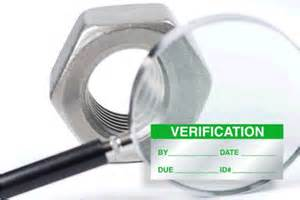 VERIFICATION
BY DATE
DUE ID#